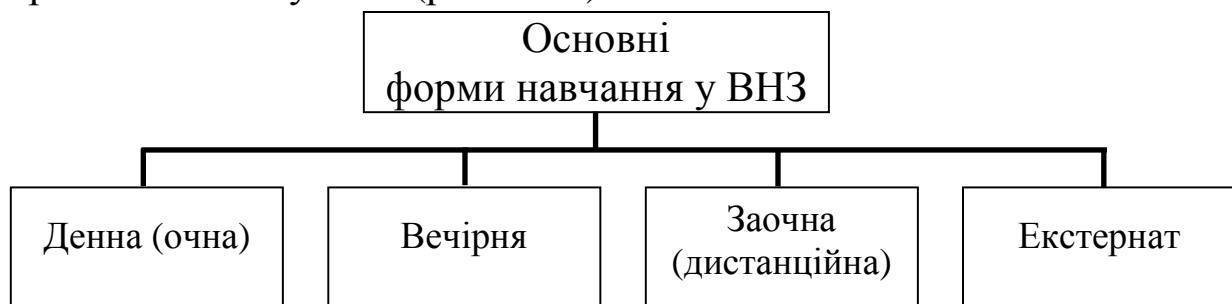 Основні
форми навчання у ВНЗ
Денна (очна)
Вечірня
Заочна
(дистанційна)
Екстернат